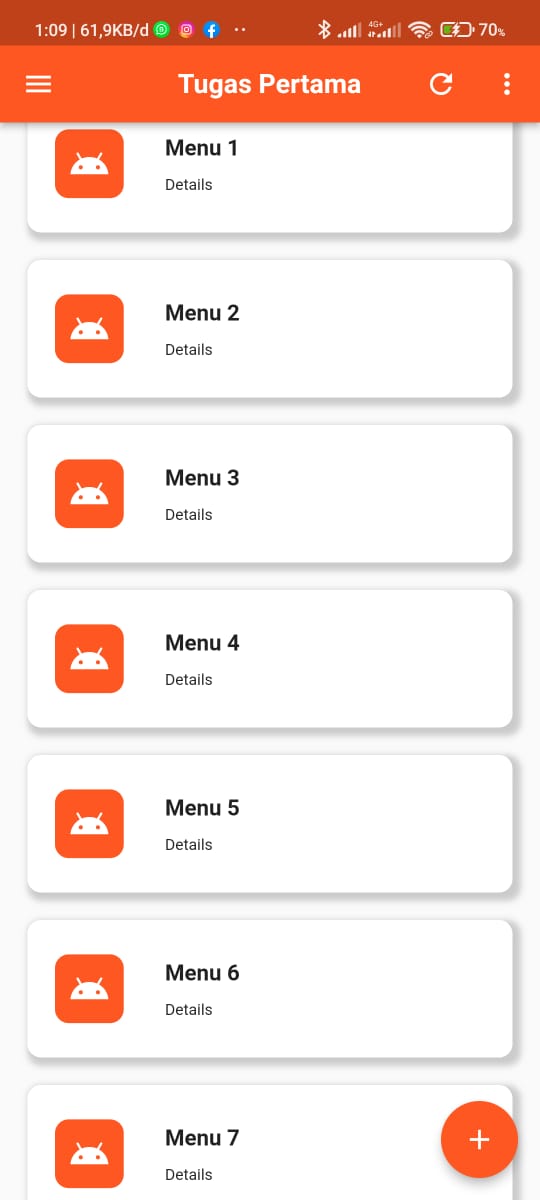 1:09 | 61,9KB/d
4G+
70%
Tugas Pertama
Menu 1
Details
Menu 2
Details
Menu 3
Details
Menu 4
Details
Menu 5
Details
Menu 6
Details
Menu 7
Details